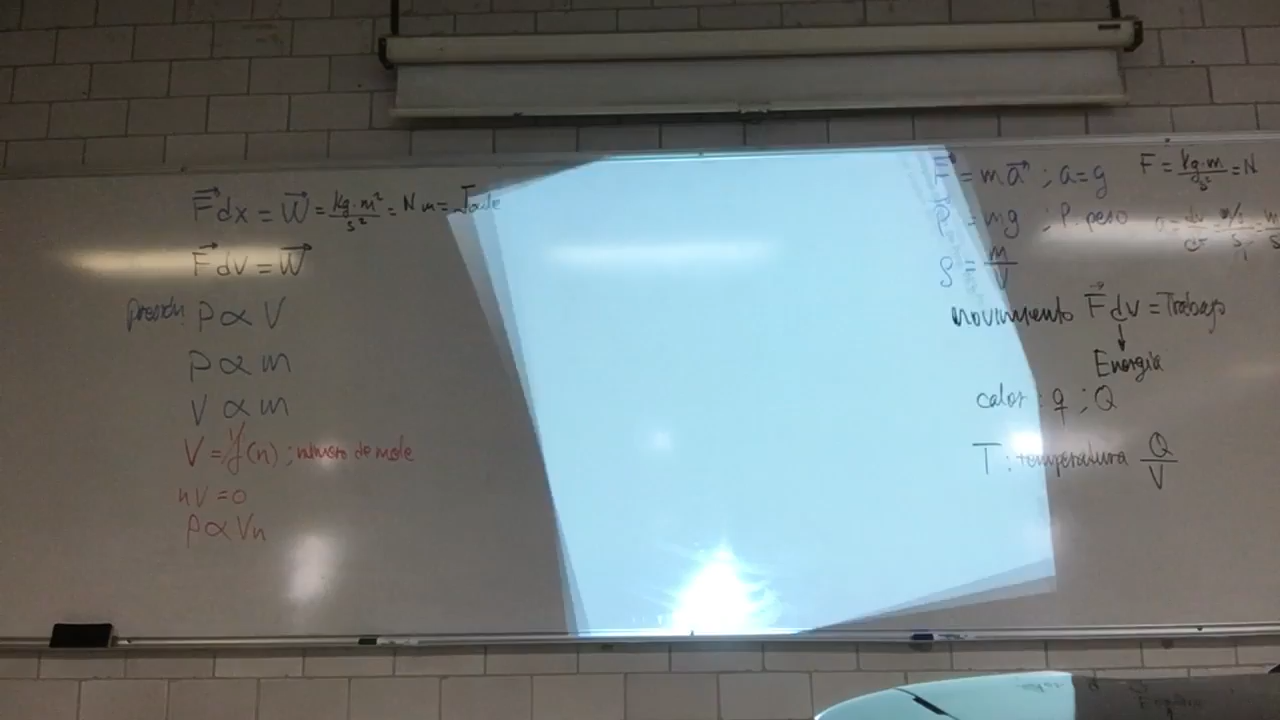 F⃗dx = W⃗ = kg·m²/s² = N m = Joule
F⃗dv = W⃗
presión: P ∝ V
P ∝ m
V ∝ m
V = f(n) ; número de mole
nV = 0
P ∝ Vn
F⃗ = ma⃗ ; a = g
F = kg·m/s² = N
P⃗ = mg ; P: peso
ρ = m/V
movimiento F⃗dv = Trabajo
↓
Energia
calor : q ; Q
T : temperatura Q/V